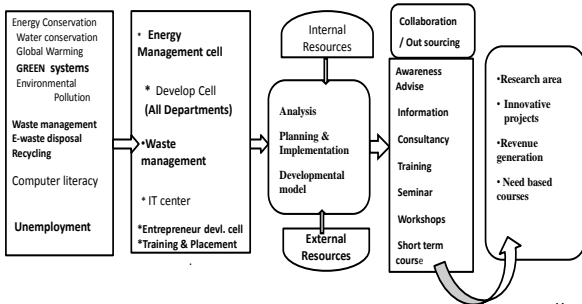 Energy Conservation
Water conservation
Global Warming
GREEN systems
Environmental
Pollution
Waste management
E-waste disposal
Recycling
Computer literacy
Unemployment
* Energy
Management cell
* Develop Cell
(All Departments)
•Waste
management
* IT center
*Entrepreneur devl. cell
*Training & Placement
.
Internal
Resources
Analysis
Planning &
Implementation
Developmental
model
External
Resources
Collaboration
/ Out sourcing
Awareness
Advise
Information
Consultancy
Training
Seminar
Workshops
Short term
course
•Research area
• Innovative
projects
•Revenue
generation
• Need based
courses